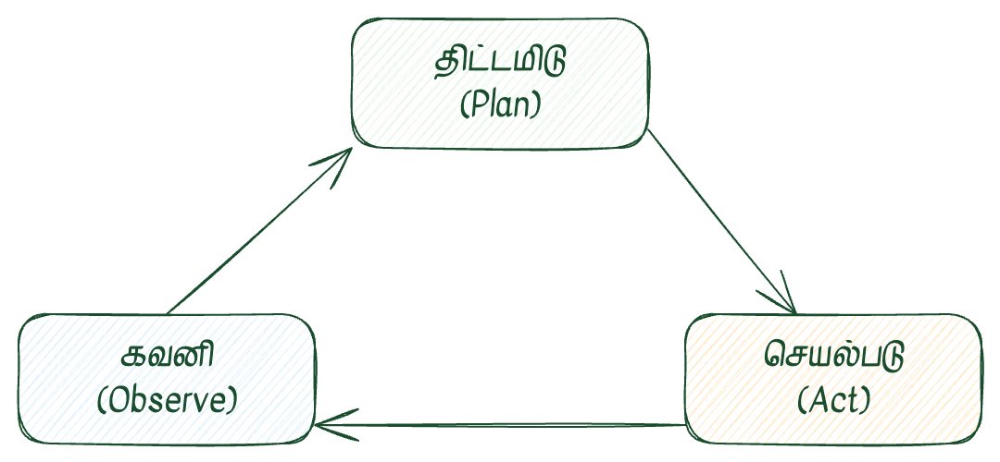 திட்டமிடு
(Plan)
கவனி
(Observe)
செயல்படு
(Act)